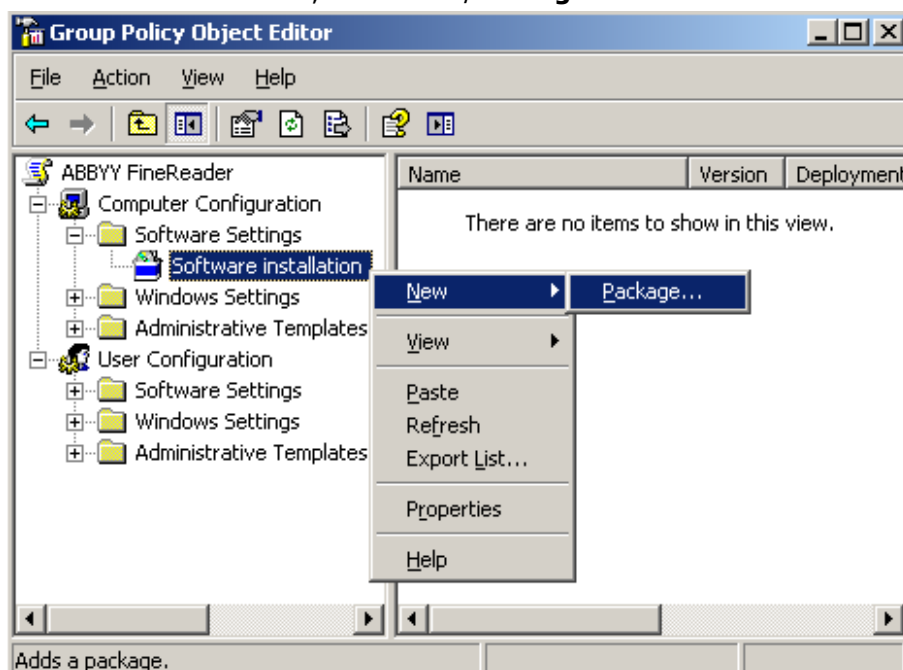 Group Policy Object Editor
File Action View Help
ABBYY FineReader
Computer Configuration
Software Settings
Software installation
Windows Settings
Administrative Templates
User Configuration
Software Settings
Windows Settings
Administrative Templates
Name Version Deployment
There are no items to show in this view.
New
Package...
View
Paste
Refresh
Export List...
Properties
Help
Adds a package.